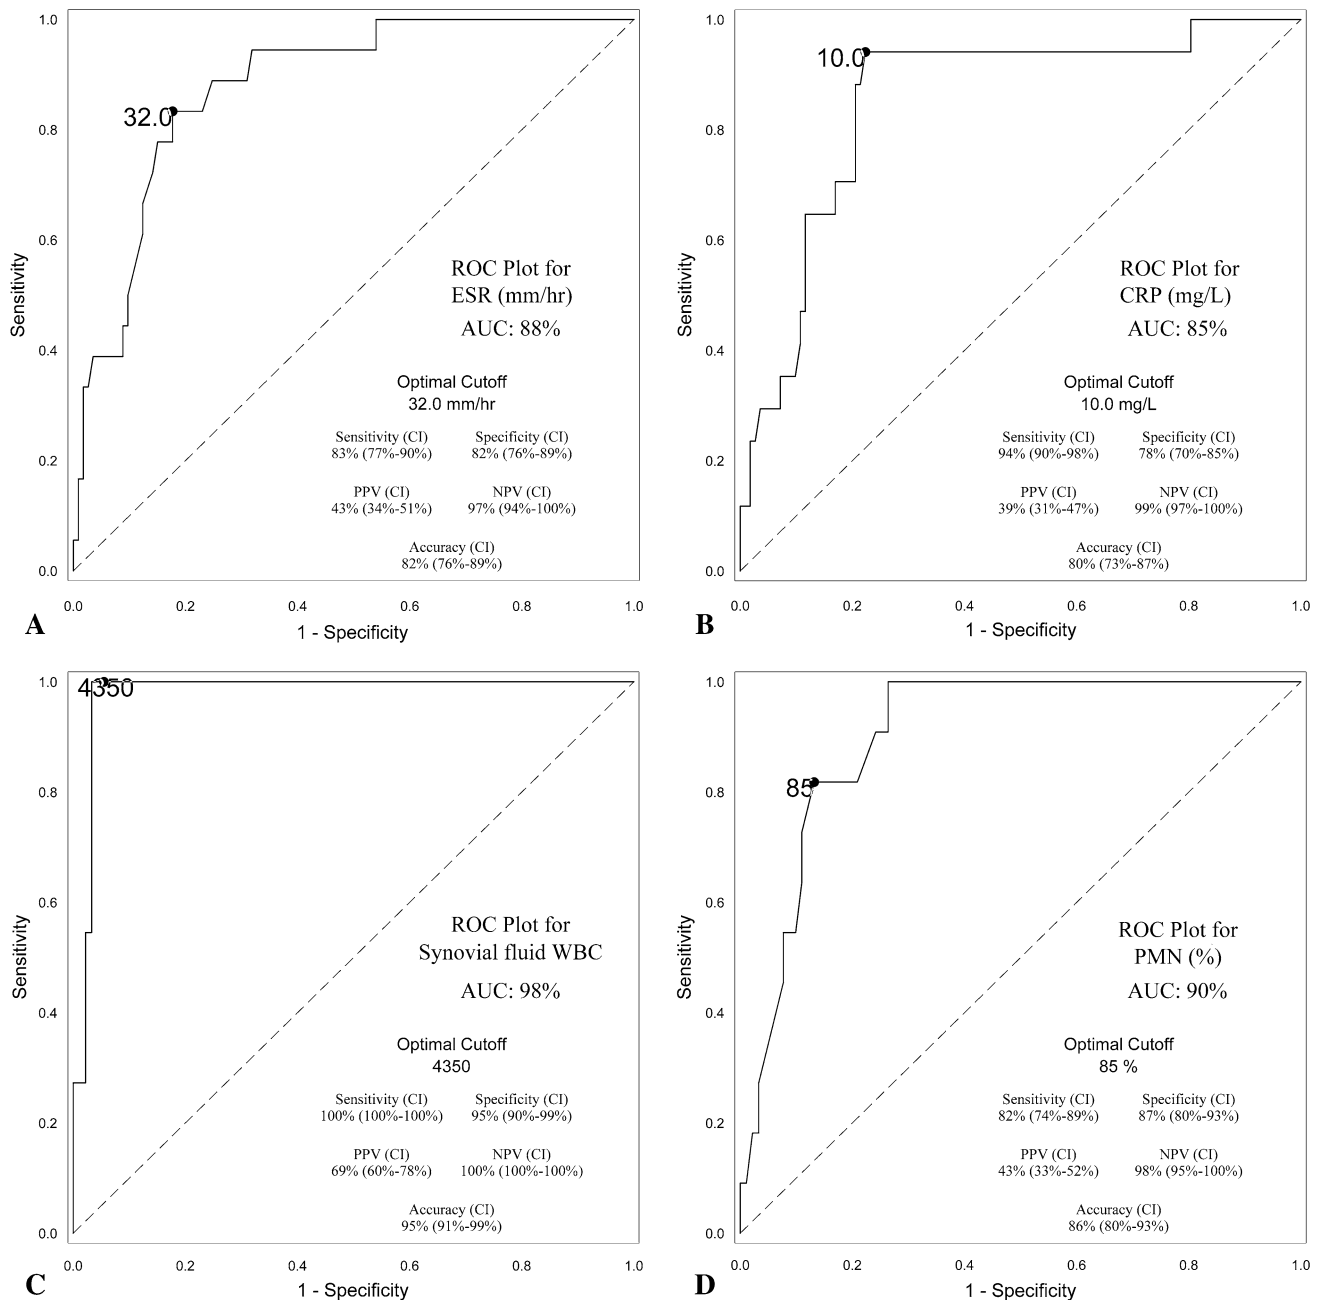 1.0
0.8
0.6
0.4
0.2
0.0
Sensitivity
32.0
ROC Plot for
ESR (mm/hr)
AUC: 88%
Optimal Cutoff
32.0 mm/hr
Sensitivity (CI) Specificity (CI)
83% (77%-90%) 82% (76%-89%)
PPV (CI) NPV (CI)
43% (34%-51%) 97% (94%-100%)
Accuracy (CI)
82% (76%-89%)
0.0 0.2 0.4 0.6 0.8 1.0
1 - Specificity
A
1.0
0.8
0.6
0.4
0.2
0.0
Sensitivity
10.0
ROC Plot for
CRP (mg/L)
AUC: 85%
Optimal Cutoff
10.0 mg/L
Sensitivity (CI) Specificity (CI)
94% (90%-98%) 78% (70%-85%)
PPV (CI) NPV (CI)
39% (31%-47%) 99% (97%-100%)
Accuracy (CI)
80% (73%-87%)
0.0 0.2 0.4 0.6 0.8 1.0
1 - Specificity
B
1.0
0.8
0.6
0.4
0.2
0.0
Sensitivity
4350
ROC Plot for
Synovial fluid WBC
AUC: 98%
Optimal Cutoff
4350
Sensitivity (CI) Specificity (CI)
100% (100%-100%) 95% (90%-99%)
PPV (CI) NPV (CI)
69% (60%-78%) 100% (100%-100%)
Accuracy (CI)
95% (91%-99%)
0.0 0.2 0.4 0.6 0.8 1.0
1 - Specificity
C
1.0
0.8
0.6
0.4
0.2
0.0
Sensitivity
85
ROC Plot for
PMN (%)
AUC: 90%
Optimal Cutoff
85 %
Sensitivity (CI) Specificity (CI)
82% (74%-89%) 87% (80%-93%)
PPV (CI) NPV (CI)
43% (33%-52%) 98% (95%-100%)
Accuracy (CI)
86% (80%-93%)
0.0 0.2 0.4 0.6 0.8 1.0
1 - Specificity
D